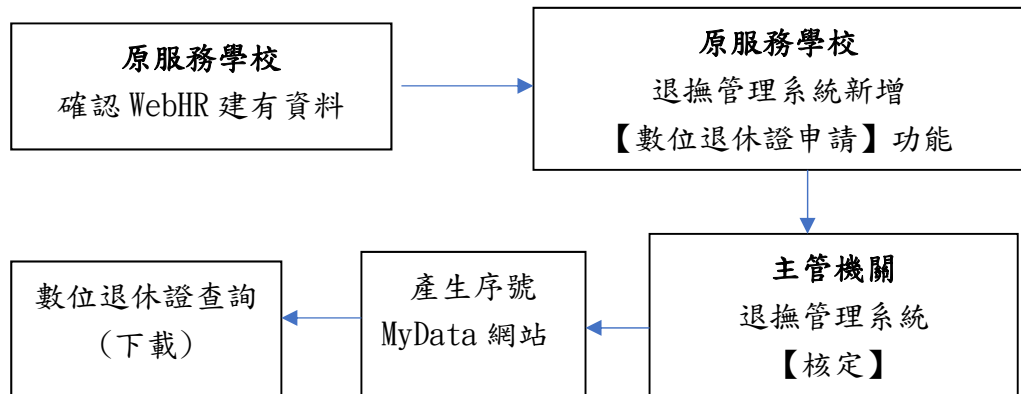 原服務學校
確認 WebHR 建有資料
原服務學校
退撫管理系統新增
【數位退休證申請】功能
主管機關
退撫管理系統
【核定】
產生序號
MyData 網站
數位退休證查詢
(下載)